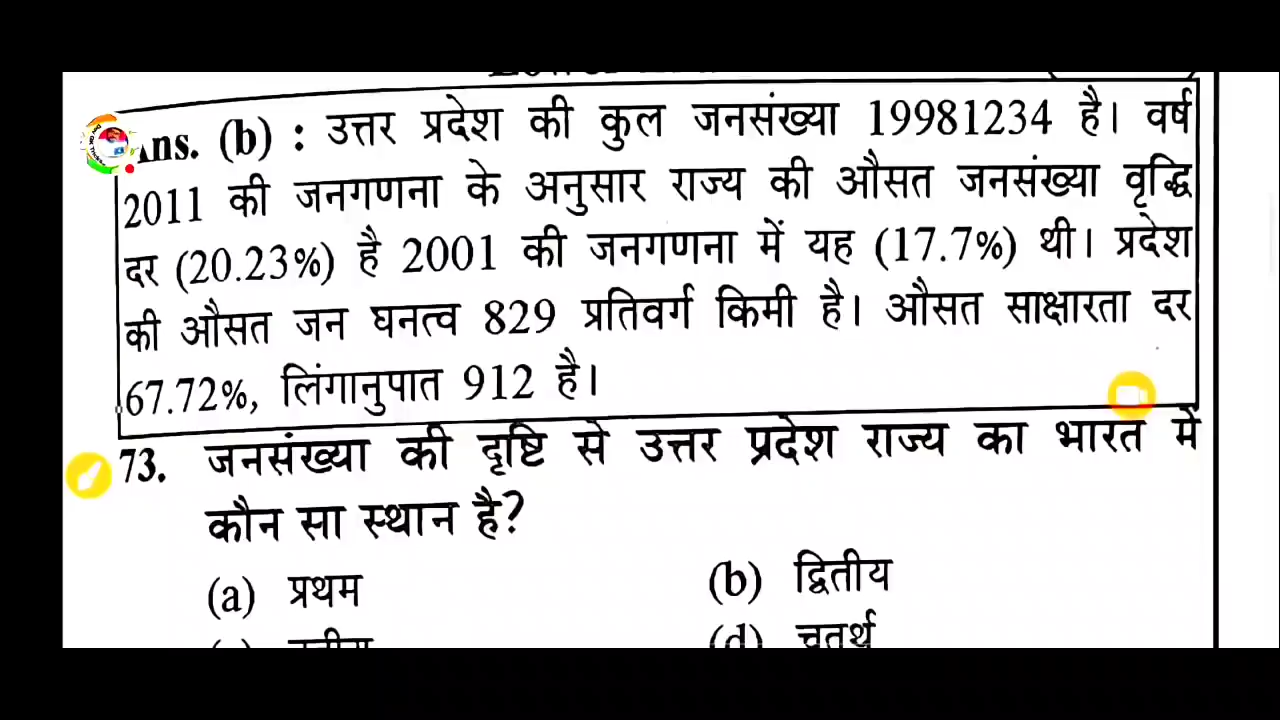 Ans. (b) : उत्तर प्रदेश की कुल जनसंख्या 19981234 है। वर्ष
2011 की जनगणना के अनुसार राज्य की औसत जनसंख्या वृद्धि
दर (20.23%) है 2001 की जनगणना में यह (17.7%) थी। प्रदेश
की औसत जन घनत्व 829 प्रतिवर्ग किमी है। औसत साक्षारता दर
67.72%, लिंगानुपात 912 है।
73. जनसंख्या की दृष्टि से उत्तर प्रदेश राज्य का भारत में
कौन सा स्थान है?
(a) प्रथम (b) द्वितीय
(d) चतुर्थ